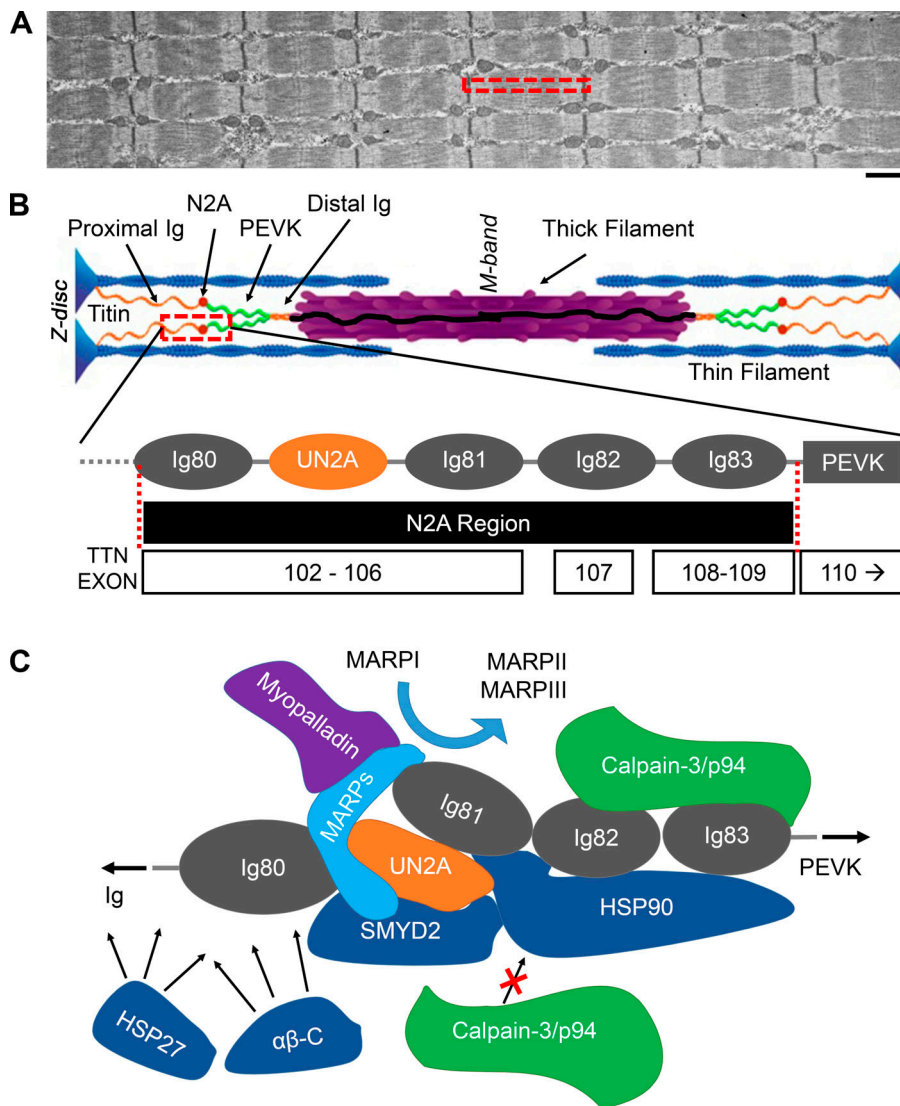 A
B
N2A
Distal Ig
Proximal Ig
PEVK
M-band
Thick Filament
Z-disc
Titin
Thin Filament
Ig80
UN2A
Ig81
Ig82
Ig83
PEVK
N2A Region
TTN
EXON
102 - 106
107
108-109
110 →
C
MARPI
MARPII
MARPIII
Myopalladin
MARPs
Calpain-3/p94
Ig81
Ig82
Ig83
Ig80
UN2A
PEVK
Ig
HSP90
SMYD2
HSP27
αβ-C
Calpain-3/p94